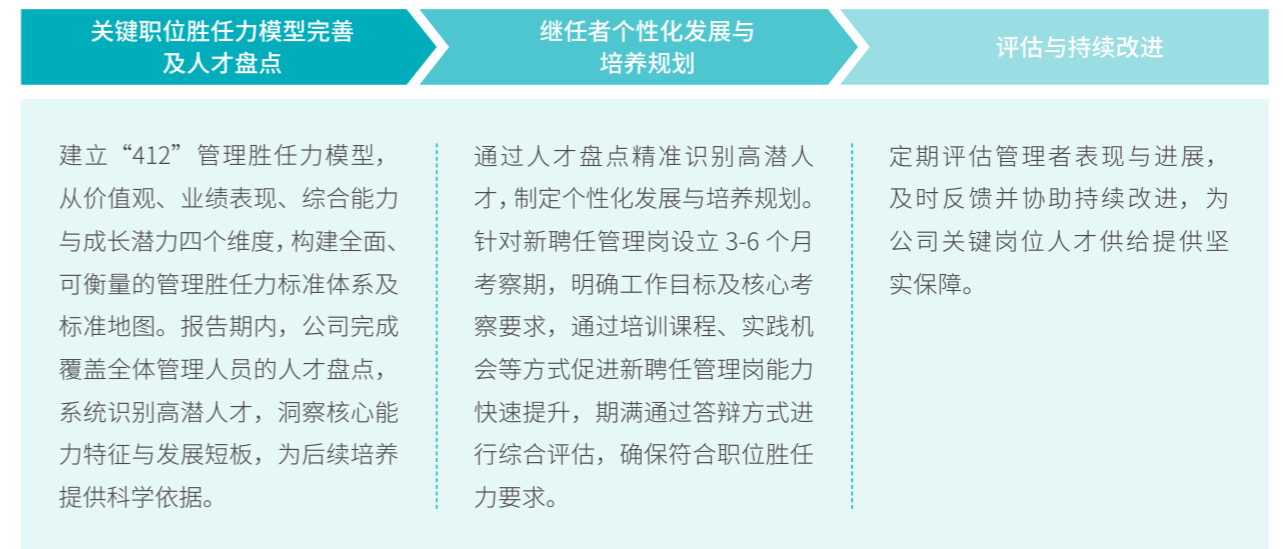 关键职位胜任力模型完善
及人才盘点
继任者个性化发展与
培养规划
评估与持续改进
建立“412”管理胜任力模型，
从价值观、业绩表现、综合能力
与成长潜力四个维度，构建全面、
可衡量的管理胜任力标准体系及
标准地图。报告期内，公司完成
覆盖全体管理人员的人才盘点，
系统识别高潜人才，洞察核心能
力特征与发展短板，为后续培养
提供科学依据。
通过人才盘点精准识别高潜人
才，制定个性化发展与培养规划。
针对新聘任管理岗设立 3-6 个月
考察期，明确工作目标及核心考
察要求，通过培训课程、实践机
会等方式促进新聘任管理岗能力
快速提升，期满通过答辩方式进
行综合评估，确保符合职位胜任
力要求。
定期评估管理者表现与进展，
及时反馈并协助持续改进，为
公司关键岗位人才供给提供坚
实保障。